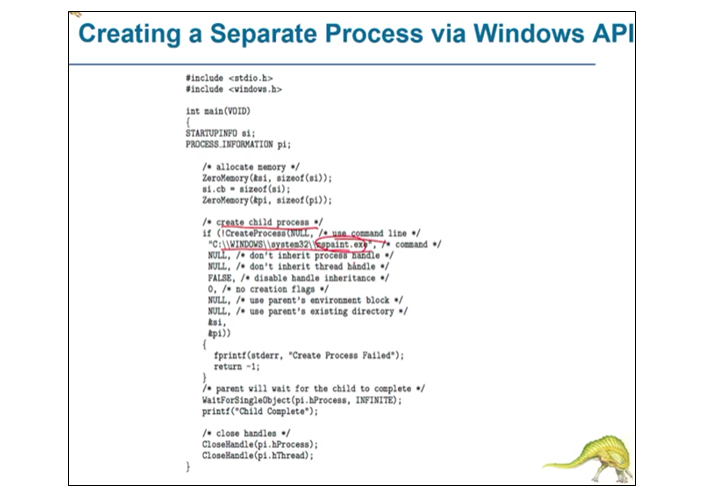 Creating a Separate Process via Windows API
#include <stdio.h>
#include <windows.h>
int main(VOID)
{
STARTUPINFO si;
PROCESS_INFORMATION pi;
/* allocate memory */
ZeroMemory(&si, sizeof(si));
si.cb = sizeof(si);
ZeroMemory(&pi, sizeof(pi));
/* create child process */
if (!CreateProcess(NULL, /* use command line */
"C:\\WINDOWS\\system32\\mspaint.exe", /* command */
NULL, /* don't inherit process handle */
NULL, /* don't inherit thread handle */
FALSE, /* disable handle inheritance */
0, /* no creation flags */
NULL, /* use parent's environment block */
NULL, /* use parent's existing directory */
&si,
&pi))
{
fprintf(stderr, "Create Process Failed");
return -1;
}
/* parent will wait for the child to complete */
WaitForSingleObject(pi.hProcess, INFINITE);
printf("Child Complete");
/* close handles */
CloseHandle(pi.hProcess);
CloseHandle(pi.hThread);
}